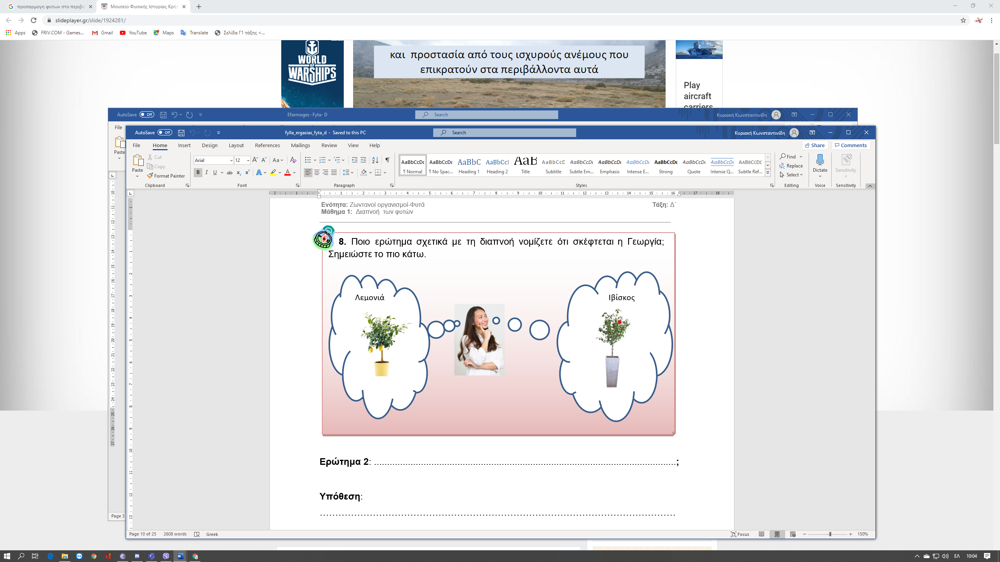 προσαρμογη φυτων στο περιβα
Μουσείο Φυσικής Ιστορίας Κρήτ
slideplayer.gr/slide/1924281/
Apps FRIV.COM - Games... Gmail YouTube Maps Translate Σελίδα Γ1 τάξης <...
WORLD
OF
WARSHIPS
και προστασία από τους ισχυρούς ανέμους που
επικρατούν στα περιβάλλοντα αυτά
Play
aircraft
carriers
AutoSave Off Efarmoges -Fyta- D Search Κυριακή Κωνσταντινίδη
File
Paste
AutoSave Off fylla_ergasias_fyta_d - Saved to this PC Search Κυριακή Κωνσταντινίδη
File Home Insert Design Layout References Mailings Review View Help Share Comments
Paste Cut Copy Format Painter
Clipboard
Arial 12
Font
Paragraph
AaBbCcDc AaBbCcDc AaBbC AaBbCcI AaB AaBbCcD AaBbCcDc AaBbCcDc AaBbCcDc AaBbCcDc AaBbCcDc AaBbCcDc AABBCCDD
¶ Normal ¶ No Spac... Heading 1 Heading 2 Title Subtitle Subtle Em... Emphasis Intense E... Strong Quote Intense Q... Subtle Ref...
Styles
Find
Replace
Select
Editing
Dictate
Voice
Sensitivity
Sensitivity
Ενότητα: Ζωντανοί οργανισμοί-Φυτά Τάξη: Δ΄
Μάθημα 1: Διαπνοή των φυτών
8. Ποιο ερώτημα σχετικά με τη διαπνοή νομίζετε ότι σκέφτεται η Γεωργία;
Σημειώστε το πιο κάτω.
Λεμονιά
Ιβίσκος
Ερώτημα 2: ....................................................................................................................;
Υπόθεση:
....................................................................................................................
Page 3
Page 10 of 25 2608 words Greek Focus 150%
ΕΛ 10:04